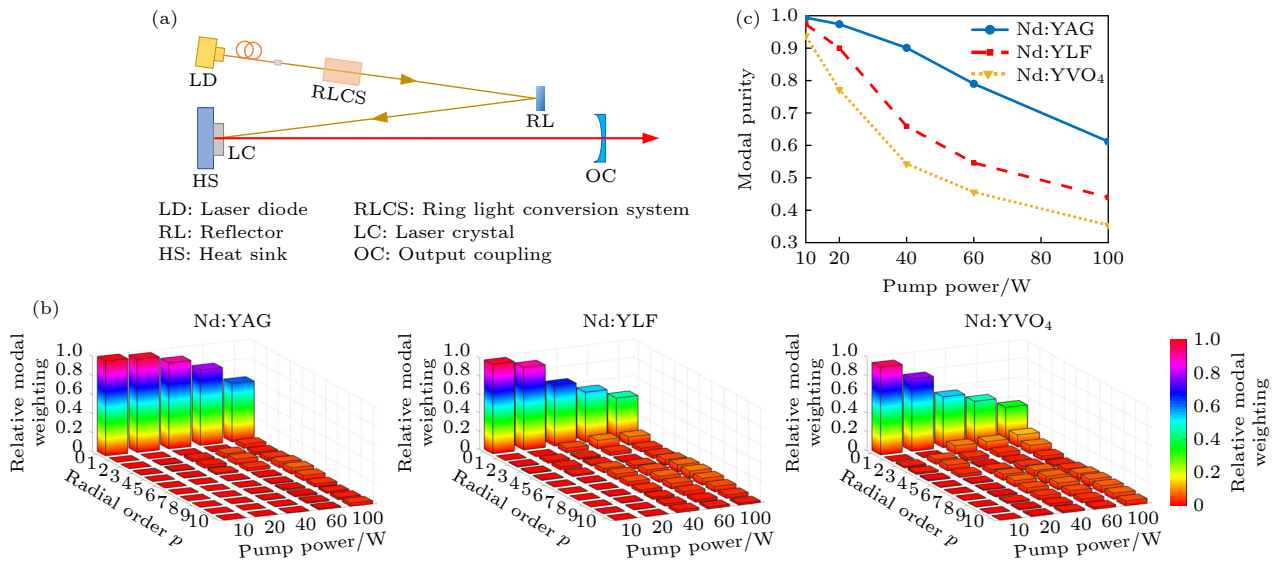 (a)
LD
RLCS
RL
LC
HS
OC
LD: Laser diode
RLCS: Ring light conversion system
RL: Reflector
LC: Laser crystal
HS: Heat sink
OC: Output coupling
(c)
Modal purity
1.0
0.9
0.8
0.7
0.6
0.5
0.4
0.3
Nd:YAG
Nd:YLF
Nd:YVO₄
10 20 40 60 80 100
Pump power/W
(b)
Nd:YAG
Relative modal
weighting
1.0
0.8
0.6
0.4
0.2
0
0 1 2 3 4 5 6 7 8 9 10
Radial order p
10 20 40 60 100
Pump power/W
Nd:YLF
Relative modal
weighting
1.0
0.8
0.6
0.4
0.2
0
0 1 2 3 4 5 6 7 8 9 10
Radial order p
10 20 40 60 100
Pump power/W
Nd:YVO₄
Relative modal
weighting
1.0
0.8
0.6
0.4
0.2
0
0 1 2 3 4 5 6 7 8 9 10
Radial order p
10 20 40 60 100
Pump power/W
1.0
0.8
0.6
0.4
0.2
0
Relative modal
weighting